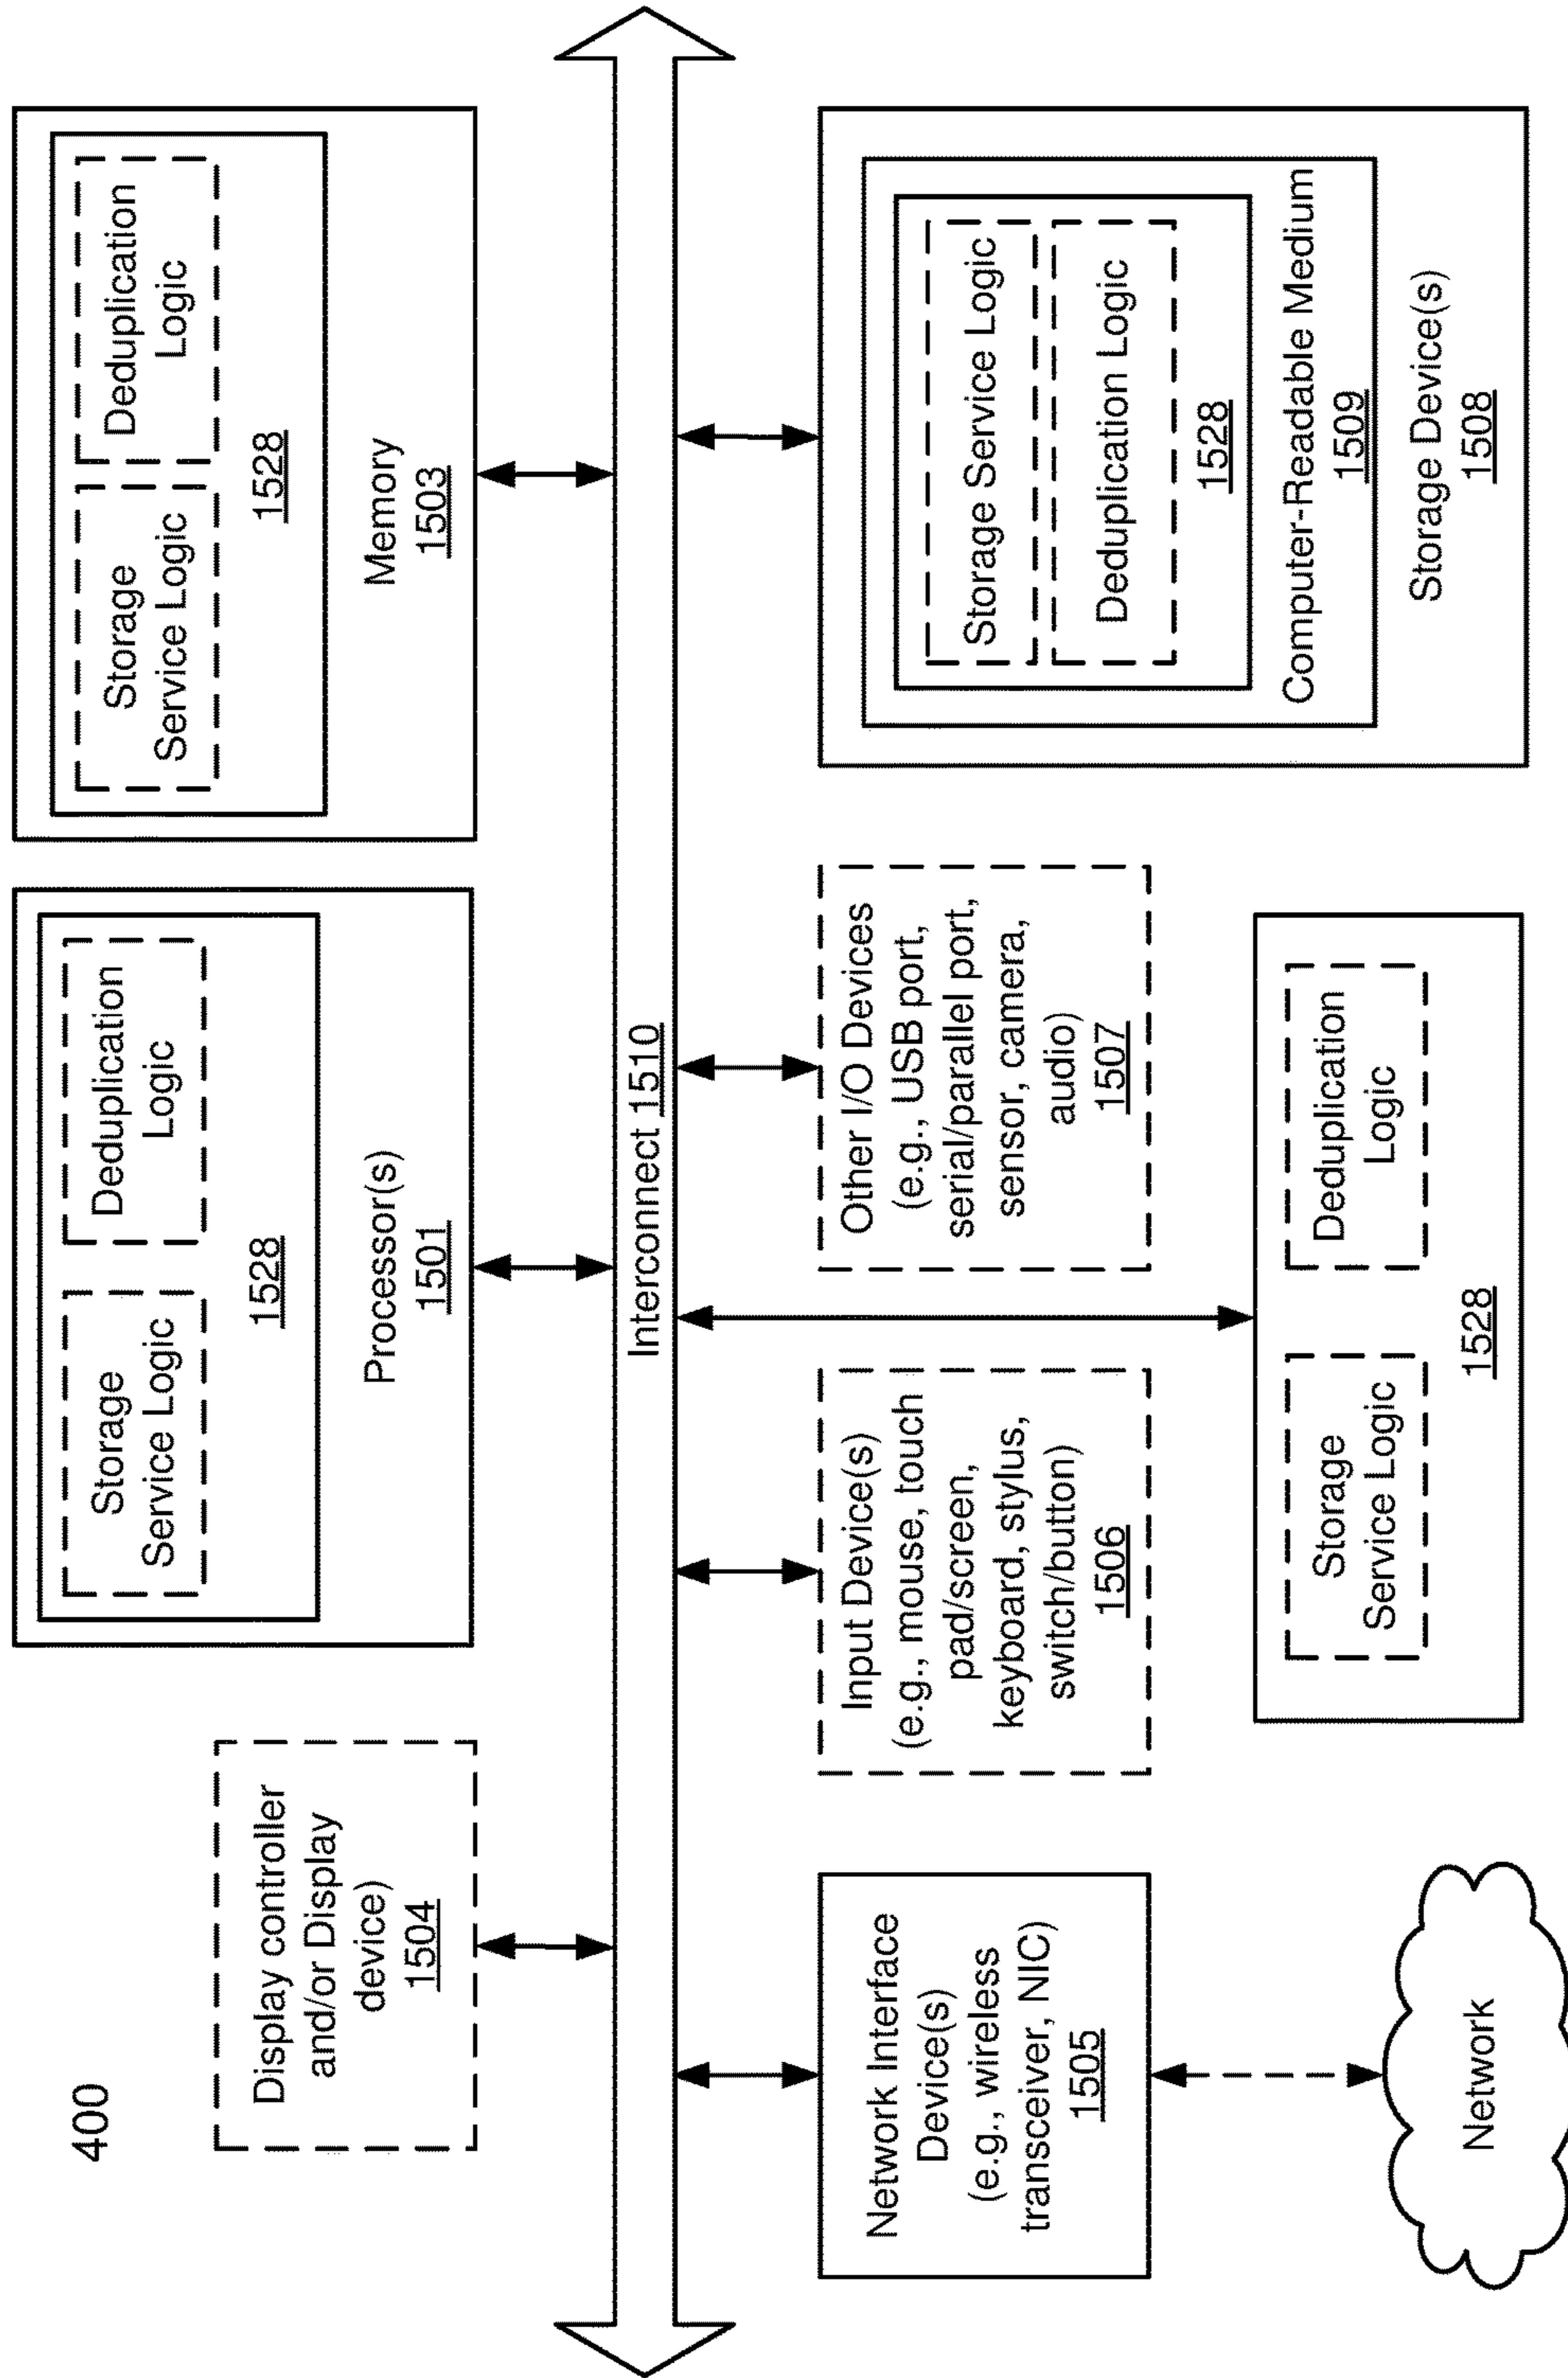 400
Display controller
and/or Display
device)
1504
Storage
Service Logic
Deduplication
Logic
1528
Processor(s)
1501
Storage
Service Logic
Deduplication
Logic
1528
Memory
1503
Interconnect 1510
Network Interface
Device(s)
(e.g., wireless
transceiver, NIC)
1505
Input Device(s)
(e.g., mouse, touch
pad/screen,
keyboard, stylus,
switch/button)
1506
Other I/O Devices
(e.g., USB port,
serial/parallel port,
sensor, camera,
audio)
1507
Storage Service Logic
Deduplication Logic
1528
Computer-Readable Medium
1509
Storage Device(s)
1508
Network
Storage
Service Logic
Deduplication
Logic
1528